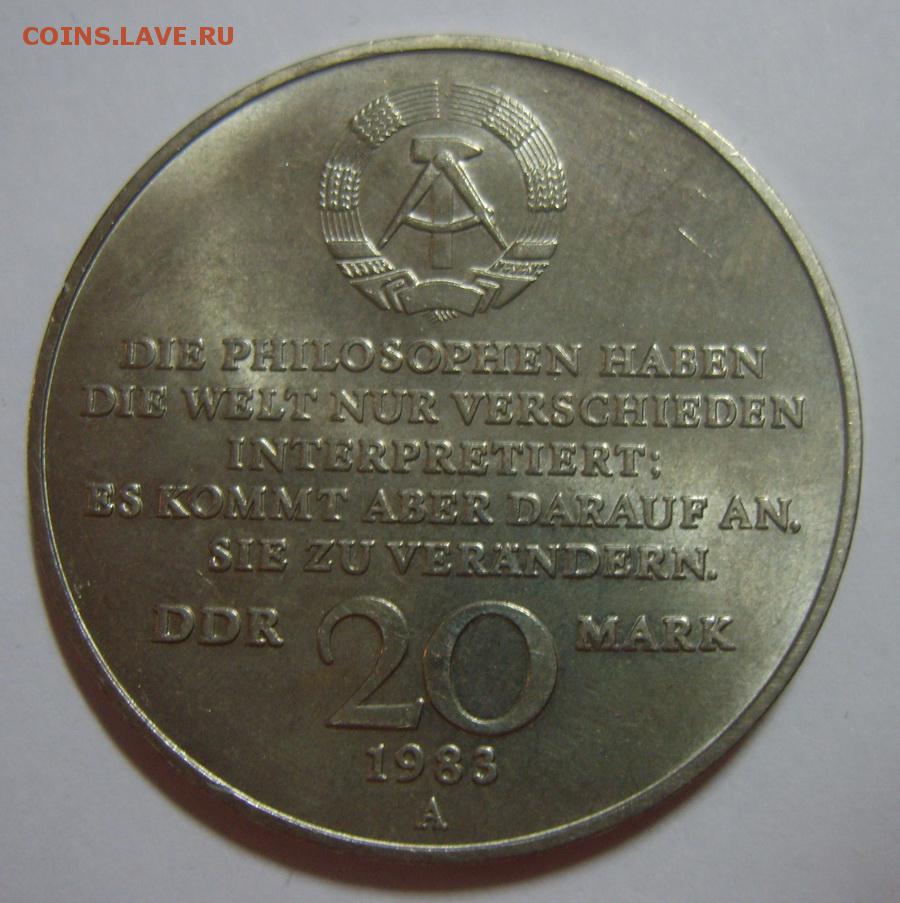 COINS.LAVE.RU
DIE PHILOSOPHEN HABEN
DIE WELT NUR VERSCHIEDEN
INTERPRETIERT;
ES KOMMT ABER DARAUF AN,
SIE ZU VERÄNDERN.
DDR 20 MARK
1983
A